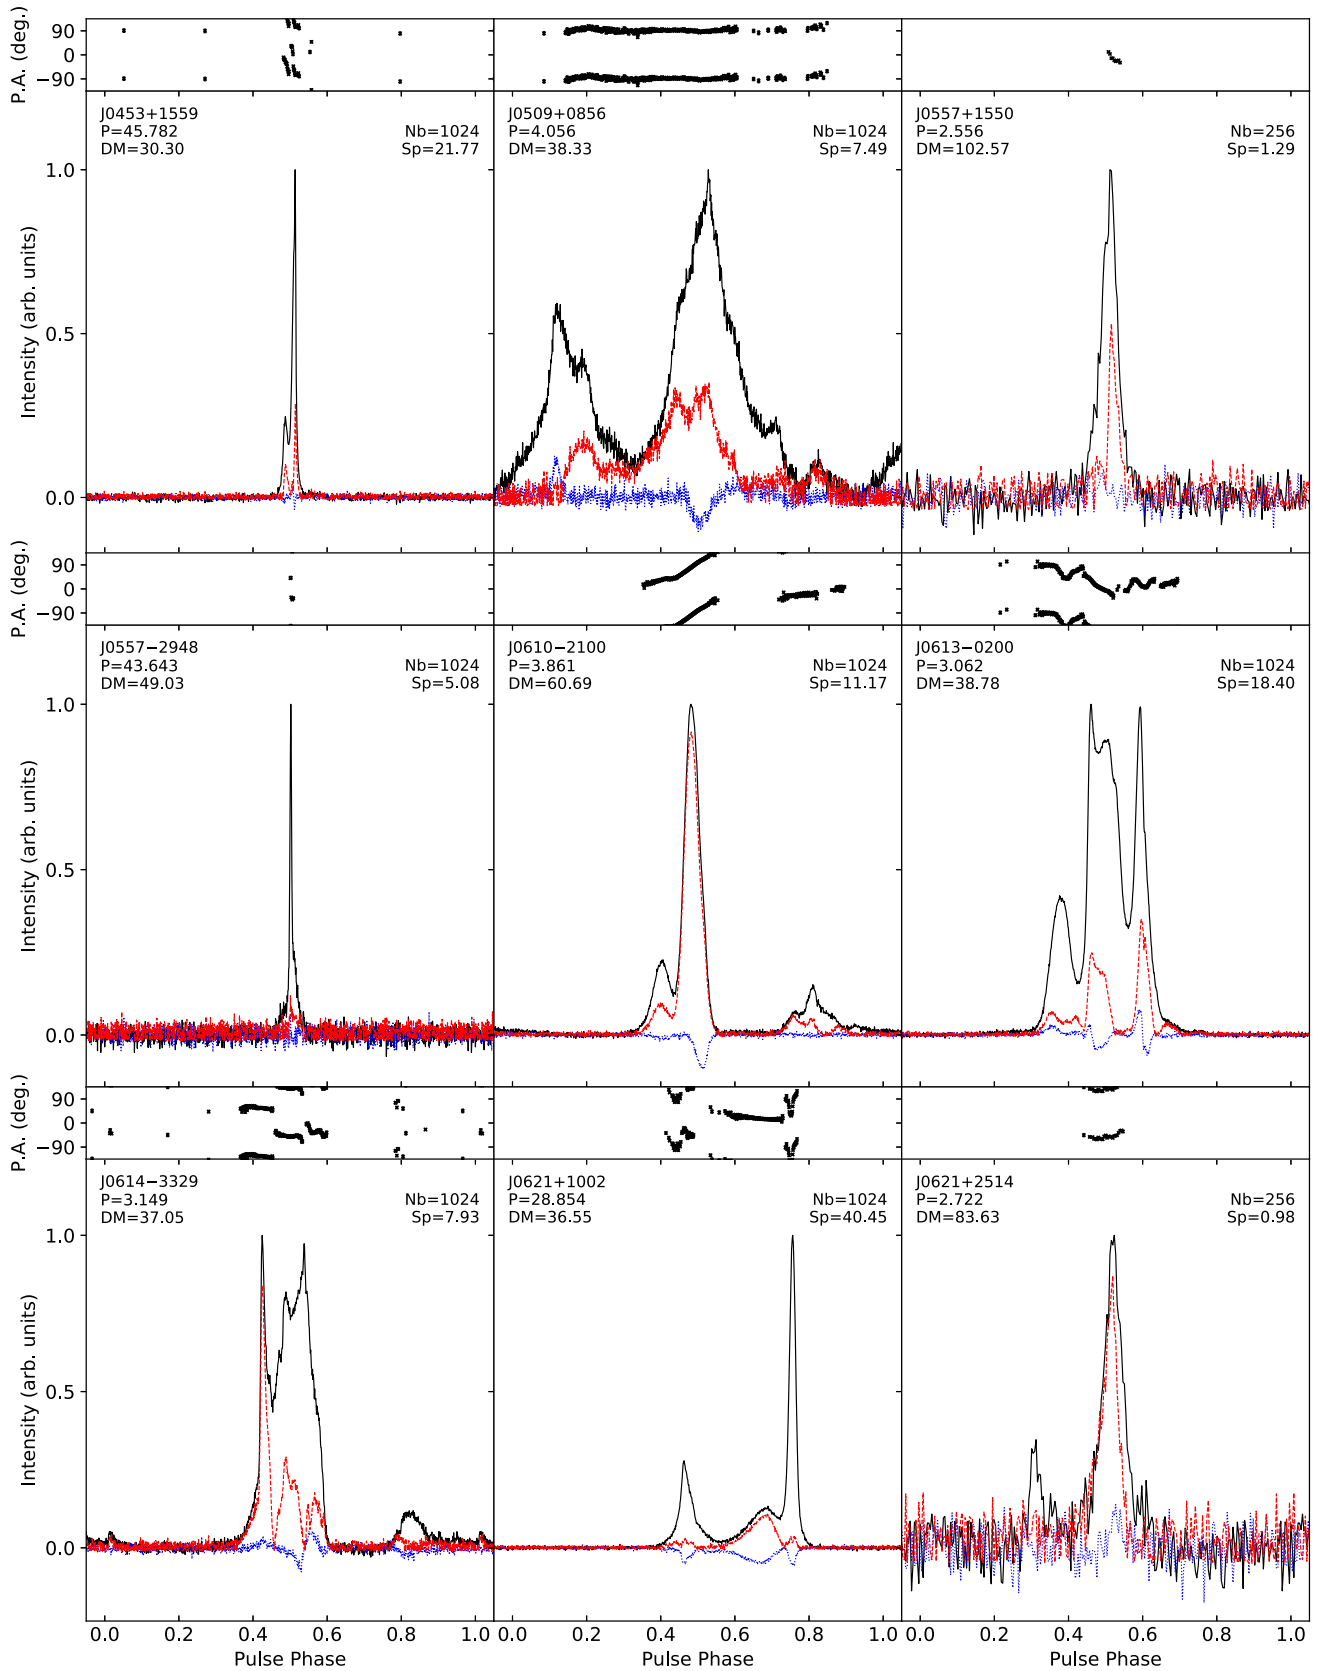 P.A. (deg.)
90
0
−90
J0453+1559
P=45.782
DM=30.30
Nb=1024
Sp=21.77
J0509+0856
P=4.056
DM=38.33
Nb=1024
Sp=7.49
J0557+1550
P=2.556
DM=102.57
Nb=256
Sp=1.29
Intensity (arb. units)
1.0
0.5
0.0
P.A. (deg.)
90
0
−90
J0557−2948
P=43.643
DM=49.03
Nb=1024
Sp=5.08
J0610−2100
P=3.861
DM=60.69
Nb=1024
Sp=11.17
J0613−0200
P=3.062
DM=38.78
Nb=1024
Sp=18.40
Intensity (arb. units)
1.0
0.5
0.0
P.A. (deg.)
90
0
−90
J0614−3329
P=3.149
DM=37.05
Nb=1024
Sp=7.93
J0621+1002
P=28.854
DM=36.55
Nb=1024
Sp=40.45
J0621+2514
P=2.722
DM=83.63
Nb=256
Sp=0.98
Intensity (arb. units)
1.0
0.5
0.0
0.0 0.2 0.4 0.6 0.8 1.0
0.0 0.2 0.4 0.6 0.8 1.0
0.0 0.2 0.4 0.6 0.8 1.0
Pulse Phase
Pulse Phase
Pulse Phase